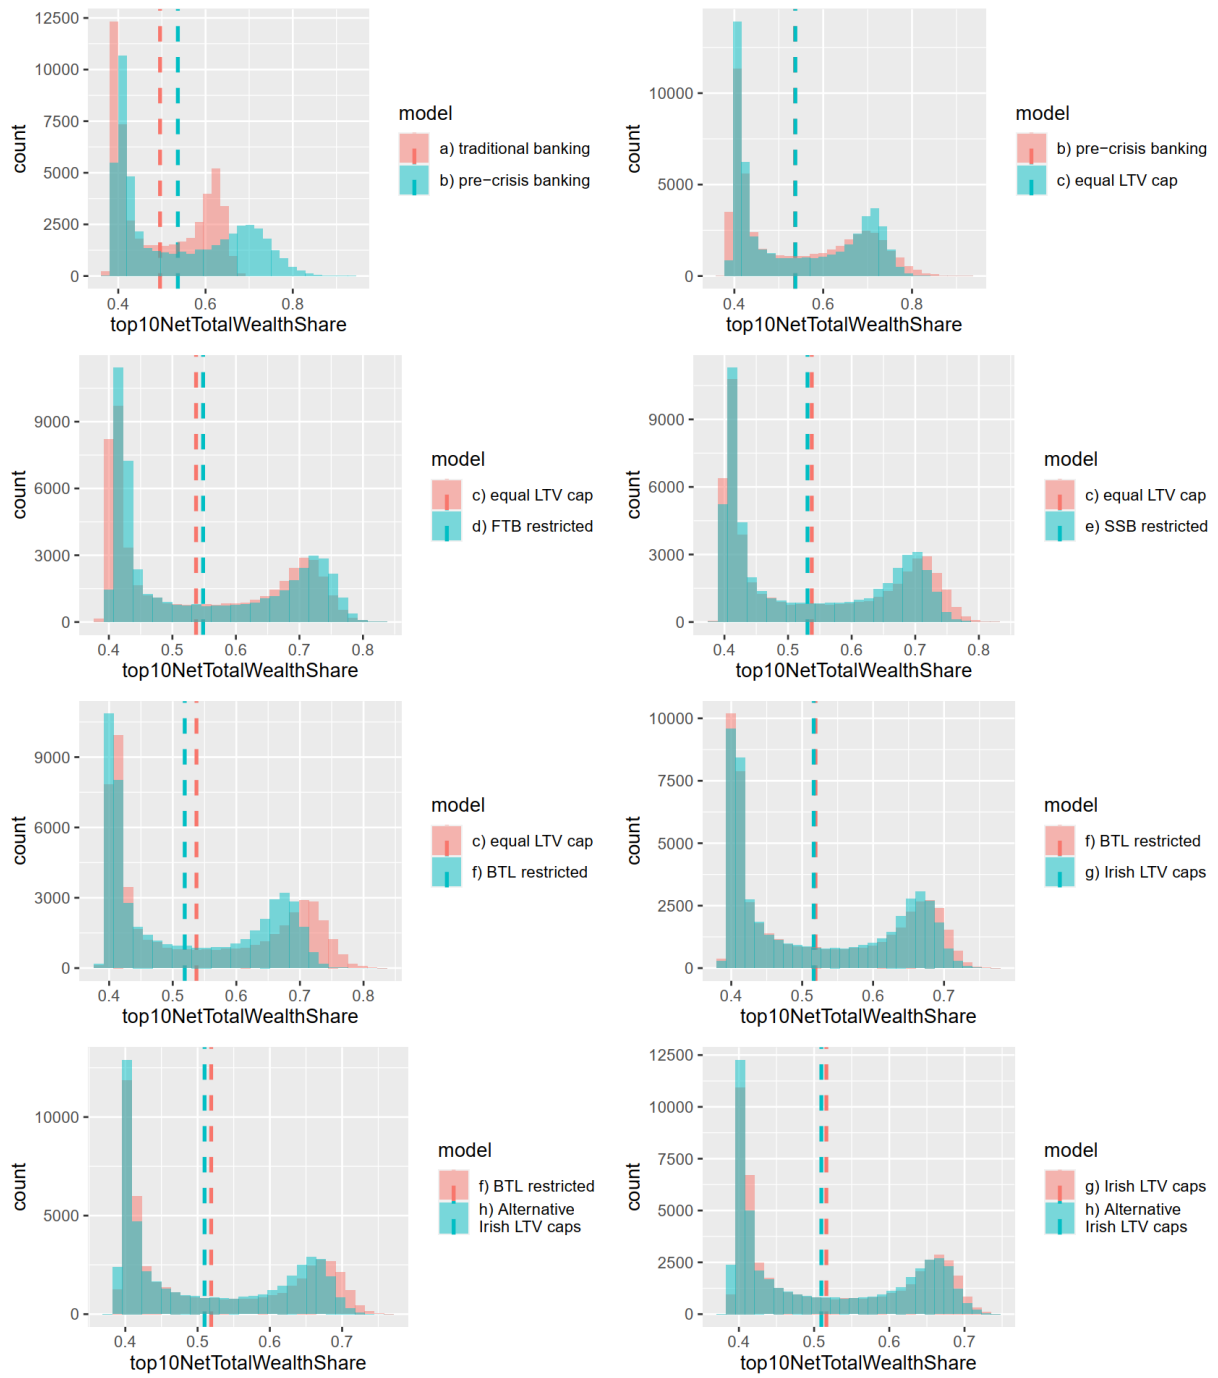 12500
10000
7500
5000
2500
0
count
0.4 0.6 0.8
top10NetTotalWealthShare
model
a) traditional banking
b) pre−crisis banking
10000
5000
0
count
0.4 0.6 0.8
top10NetTotalWealthShare
model
b) pre−crisis banking
c) equal LTV cap
9000
6000
3000
0
count
0.4 0.5 0.6 0.7 0.8
top10NetTotalWealthShare
model
c) equal LTV cap
d) FTB restricted
9000
6000
3000
0
count
0.4 0.5 0.6 0.7 0.8
top10NetTotalWealthShare
model
c) equal LTV cap
e) SSB restricted
9000
6000
3000
0
count
0.4 0.5 0.6 0.7 0.8
top10NetTotalWealthShare
model
c) equal LTV cap
f) BTL restricted
10000
7500
5000
2500
0
count
0.4 0.5 0.6 0.7
top10NetTotalWealthShare
model
f) BTL restricted
g) Irish LTV caps
10000
5000
0
count
0.4 0.5 0.6 0.7
top10NetTotalWealthShare
model
f) BTL restricted
h) Alternative
Irish LTV caps
12500
10000
7500
5000
2500
0
count
0.4 0.5 0.6 0.7
top10NetTotalWealthShare
model
g) Irish LTV caps
h) Alternative
Irish LTV caps